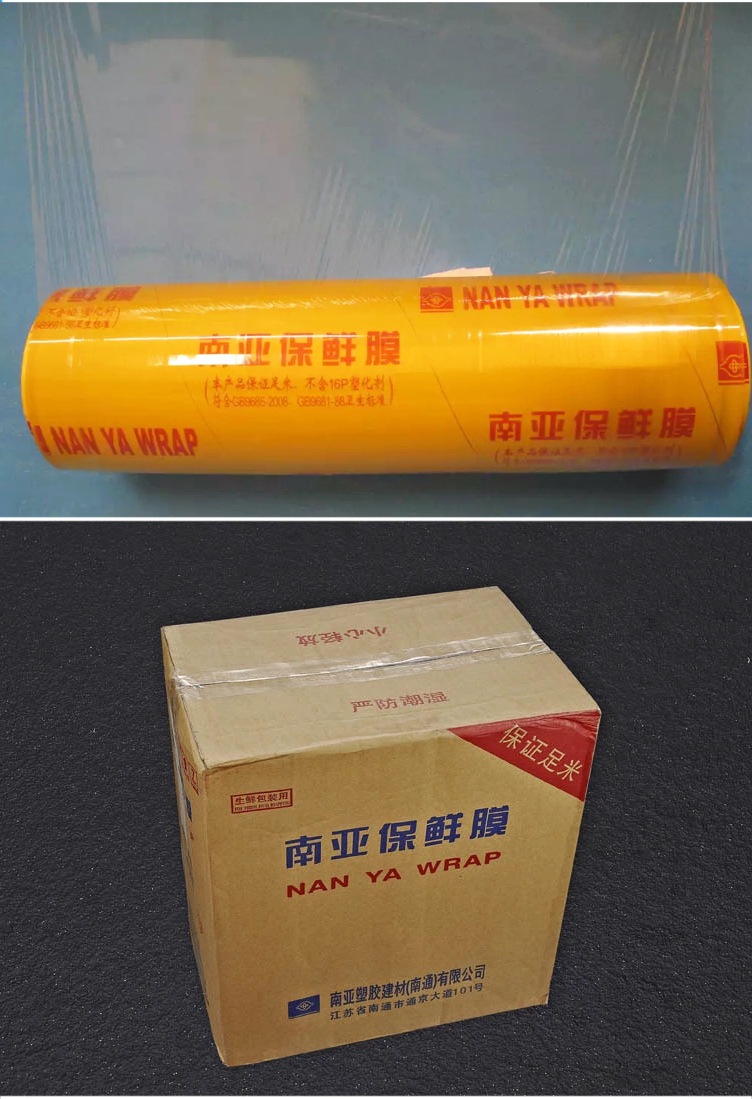 保鲜膜
NAN YA WRAP
南亚保鲜膜
(本产品保证足米、不含16P塑化剂)
符合GB9685-2008、GB9681-88卫生标准
NAN YA WRAP
南亚保鲜膜
小心轻放
严防潮湿
保证足米
生鲜包装用
南亚保鲜膜
NAN YA WRAP
南亚塑胶建材(南通)有限公司
江苏省南通市通京大道101号